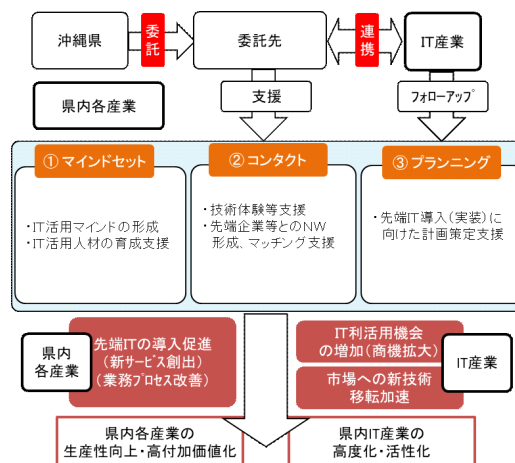 沖縄県
委託
委託先
連携
IT産業
県内各産業
支援
フォローアップ
① マインドセット
② コンタクト
③ プランニング
・IT活用マインドの形成
・IT活用人材の育成支援
・技術体験等支援
・先端企業等とのNW
形成、マッチング支援
・先端IT導入(実装)に
向けた計画策定支援
県内
各産業
先端ITの導入促進
(新サービス創出)
(業務プロセス改善)
IT利活用機会
の増加(商機拡大)
市場への新技術
移転加速
IT産業
県内各産業の
生産性向上・高付加価値化
県内IT産業の
高度化・活性化